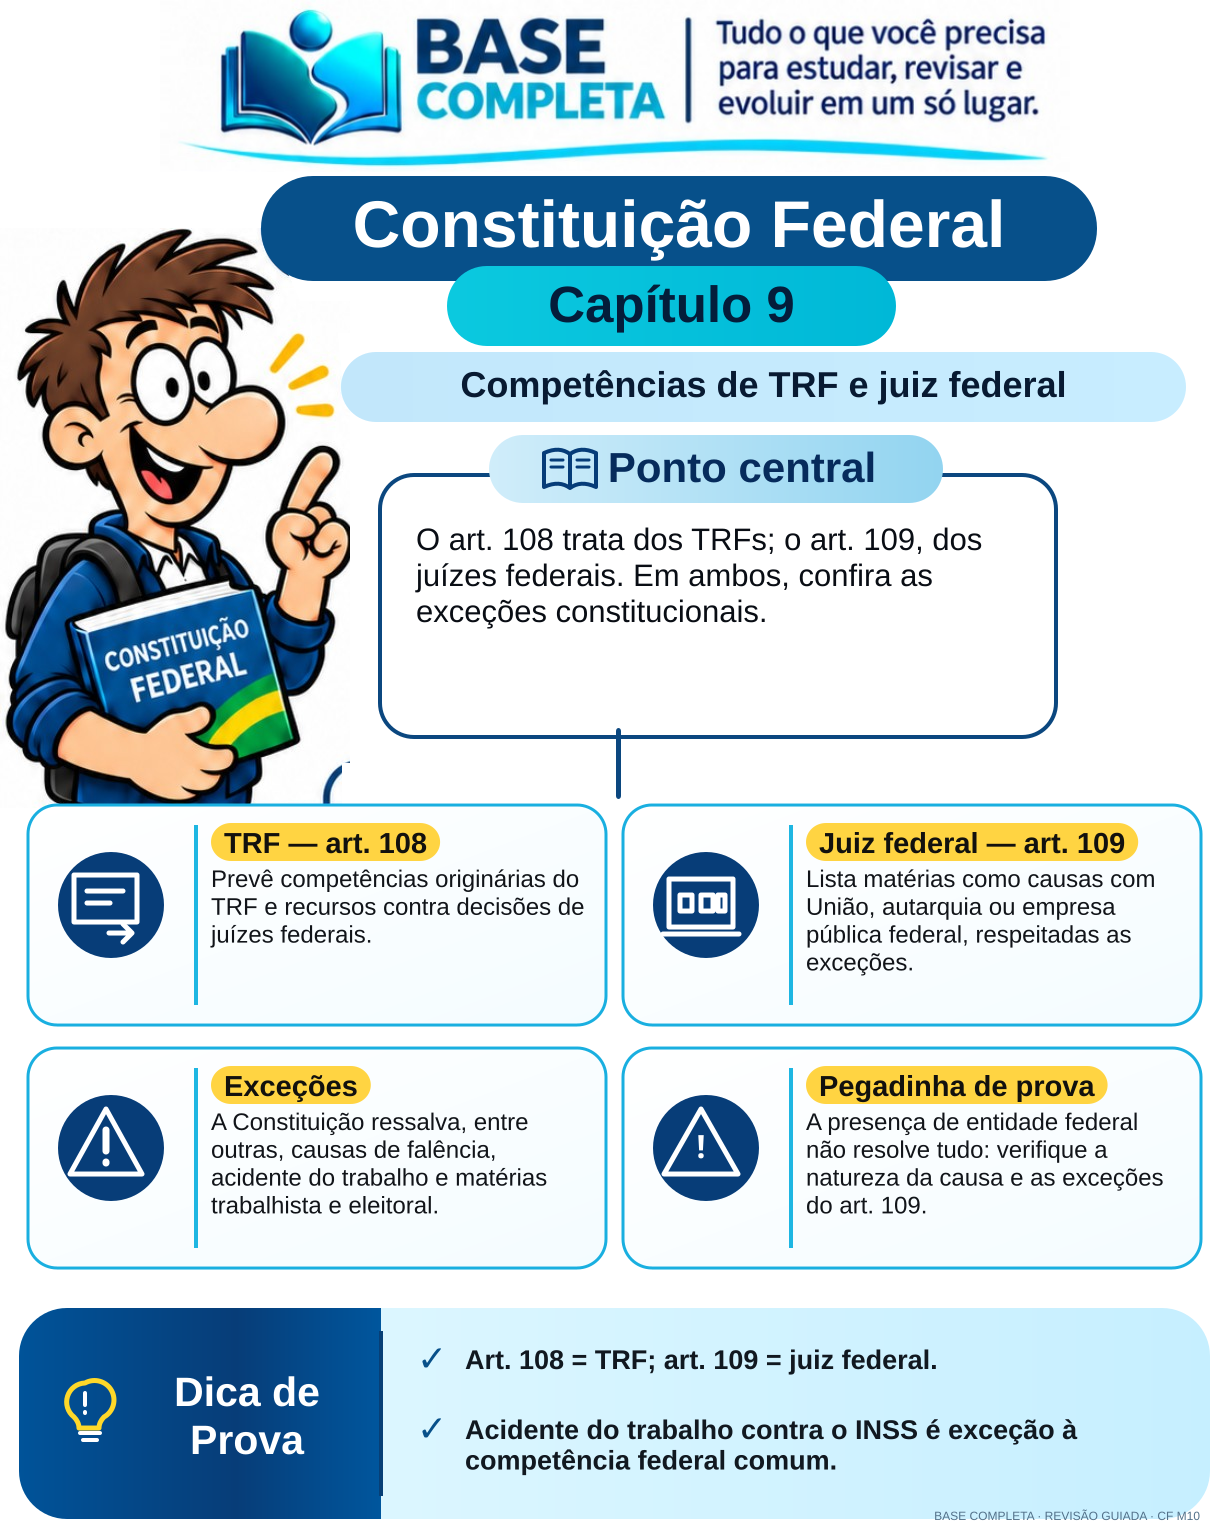 BASE
COMPLETA
Tudo o que você precisa
para estudar, revisar e
evoluir em um só lugar.
Constituição Federal
Capítulo 9
Competências de TRF e juiz federal
Ponto central
O art. 108 trata dos TRFs; o art. 109, dos
juízes federais. Em ambos, confira as
exceções constitucionais.
CONSTITUIÇÃO
FEDERAL
TRF — art. 108
Prevê competências originárias do
TRF e recursos contra decisões de
juízes federais.
Juiz federal — art. 109
Lista matérias como causas com
União, autarquia ou empresa
pública federal, respeitadas as
exceções.
Exceções
A Constituição ressalva, entre
outras, causas de falência,
acidente do trabalho e matérias
trabalhista e eleitoral.
Pegadinha de prova
A presença de entidade federal
não resolve tudo: verifique a
natureza da causa e as exceções
do art. 109.
Dica de
Prova
✓ Art. 108 = TRF; art. 109 = juiz federal.
✓ Acidente do trabalho contra o INSS é exceção à
competência federal comum.
BASE COMPLETA · REVISÃO GUIADA · CF M10